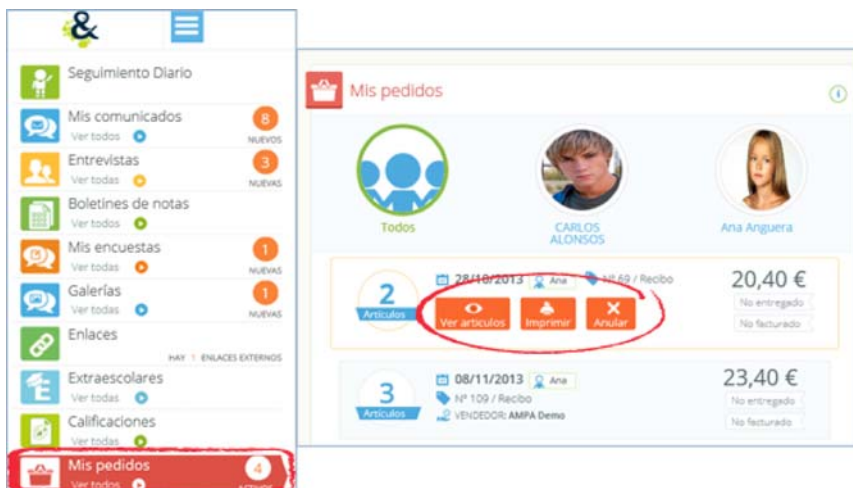 &
Seguimiento Diario
Mis comunicados
8
Ver todos
NUEVOS
Entrevistas
3
Ver todas
NUEVAS
Boletines de notas
Ver todos
Mis encuestas
1
Ver todas
NUEVAS
Galerías
1
Ver todas
NUEVAS
Enlaces
HAY 1 ENLACES EXTERNOS
Extraescolares
Ver todas
Calificaciones
Ver todas
Mis pedidos
4
Ver todos
ACTIVOS
Mis pedidos
i
Todos
CARLOS
ALONSOS
Ana Anguera
28/10/2013 Ana Nº 69 / Recibo
20,40 €
2
Artículos
Ver artículos Imprimir Anular
No entregado
No facturado
08/11/2013 Ana
23,40 €
3
Artículos
Nº 109 / Recibo
No entregado
VENDEDOR: AMPA Demo
No facturado